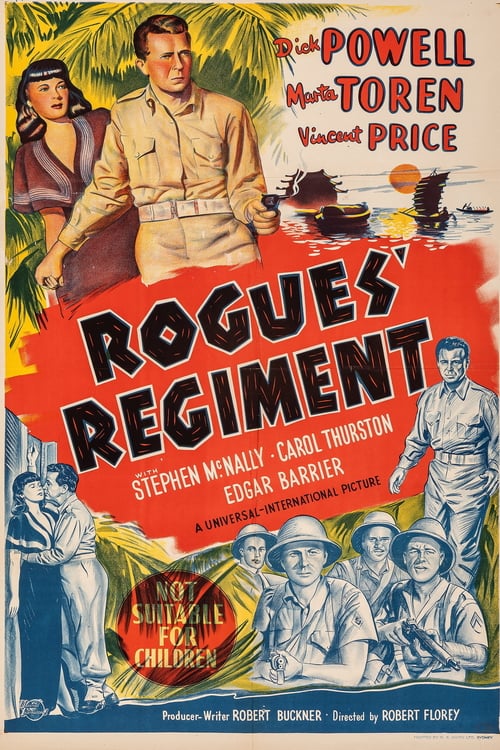 Dick POWELL
Marta TOREN
Vincent PRICE
ROGUES'
REGIMENT
WITH
STEPHEN McNALLY · CAROL THURSTON
EDGAR BARRIER
A UNIVERSAL-INTERNATIONAL PICTURE
NOT
SUITABLE
FOR
CHILDREN
Producer-Writer ROBERT BUCKNER · Directed by ROBERT FLOREY
SYDNEY